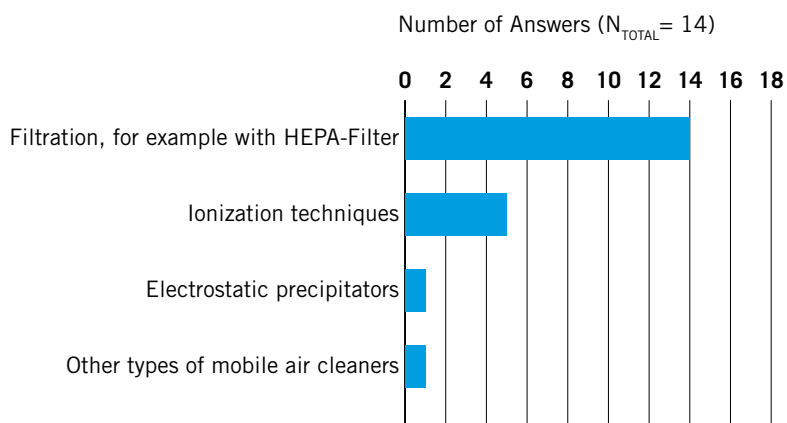 Number of Answers (N_TOTAL= 14)
0 2 4 6 8 10 12 14 16 18
Filtration, for example with HEPA-Filter
Ionization techniques
Electrostatic precipitators
Other types of mobile air cleaners